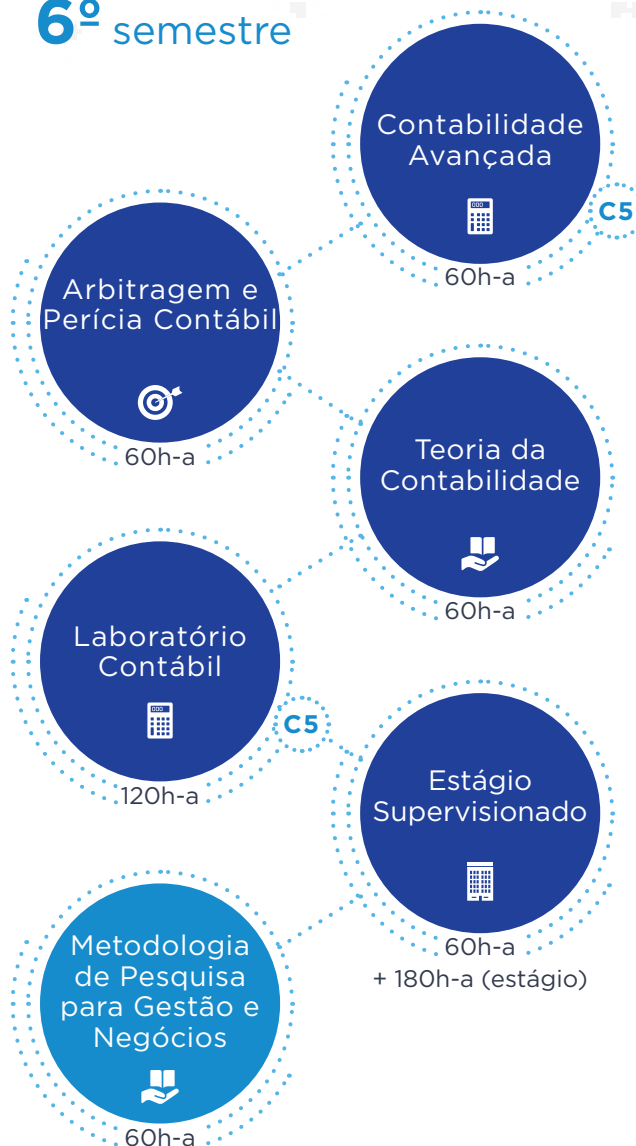 6º semestre
Contabilidade
Avançada
C5
60h-a
Arbitragem e
Perícia Contábil
60h-a
Teoria da
Contabilidade
60h-a
Laboratório
Contábil
C5
120h-a
Estágio
Supervisionado
60h-a
+ 180h-a (estágio)
Metodologia
de Pesquisa
para Gestão e
Negócios
60h-a